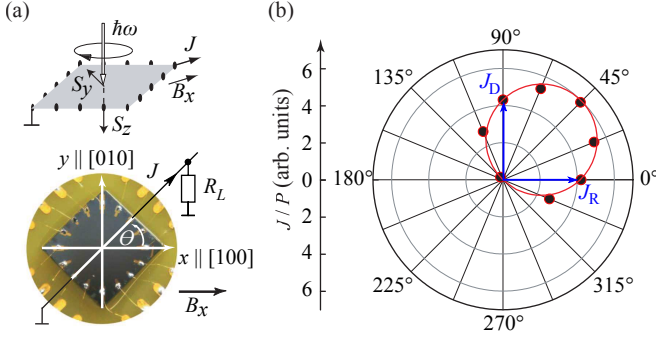 (a)
ħω
J
S_y
B_x
S_z
y || [010]
J
R_L
Θ
x || [100]
B_x
(b)
J / P (arb. units)
6
4
2
0
2
4
6
90°
135°
45°
180°
0°
225°
315°
270°
J_D
J_R